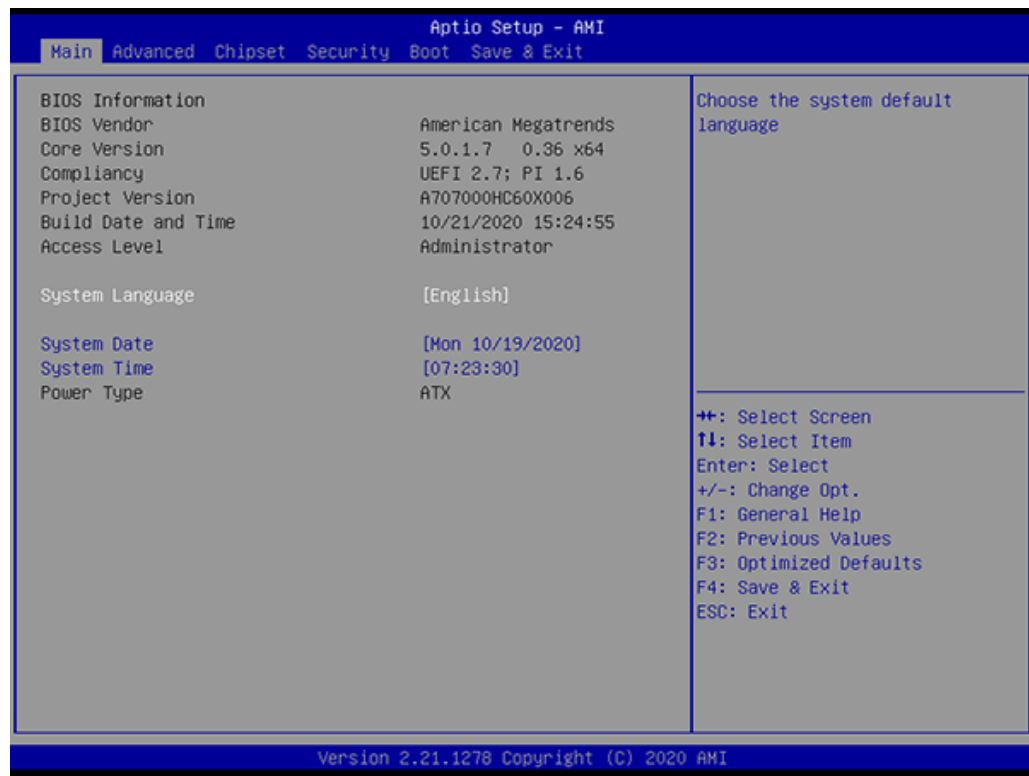 Aptio Setup – AMI
Main Advanced Chipset Security Boot Save & Exit
BIOS Information
BIOS Vendor American Megatrends
Core Version 5.0.1.7 0.36 x64
Compliancy UEFI 2.7; PI 1.6
Project Version A707000HC60X006
Build Date and Time 10/21/2020 15:24:55
Access Level Administrator
System Language [English]
System Date [Mon 10/19/2020]
System Time [07:23:30]
Power Type ATX
Choose the system default
language
→←: Select Screen
↑↓: Select Item
Enter: Select
+/-: Change Opt.
F1: General Help
F2: Previous Values
F3: Optimized Defaults
F4: Save & Exit
ESC: Exit
Version 2.21.1278 Copyright (C) 2020 AMI